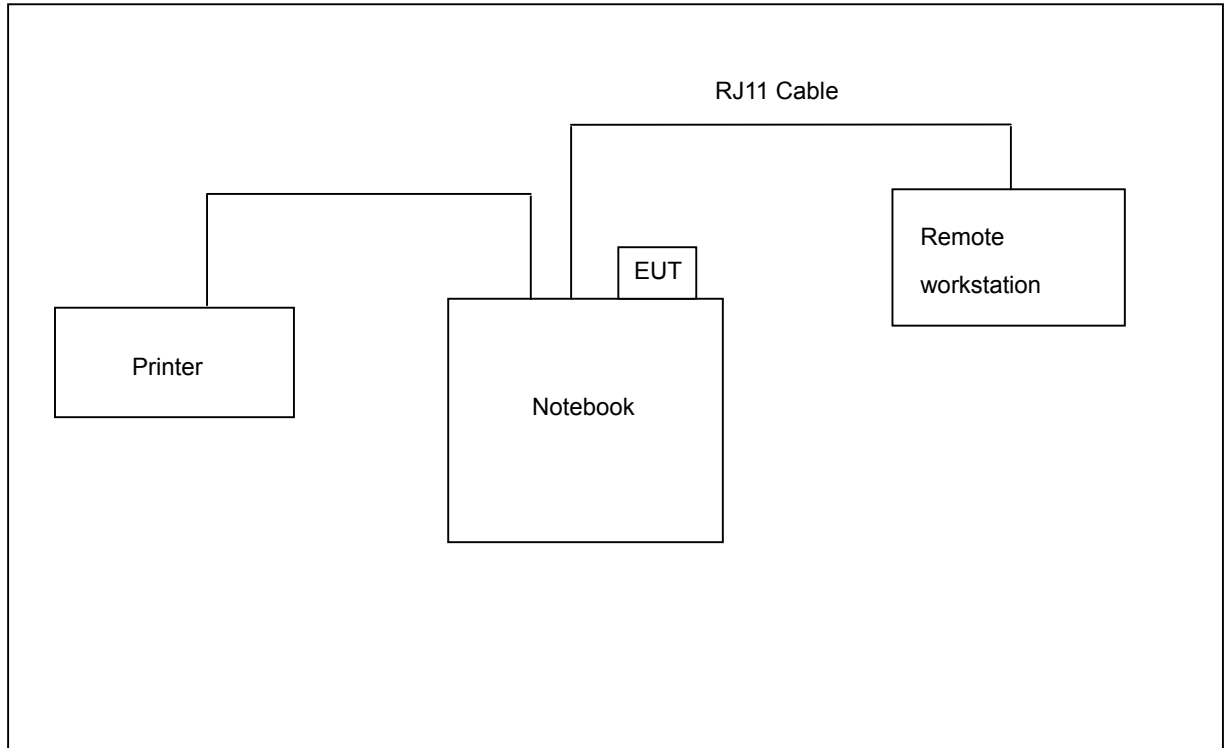 RJ11 Cable
Remote
workstation
EUT
Printer
Notebook